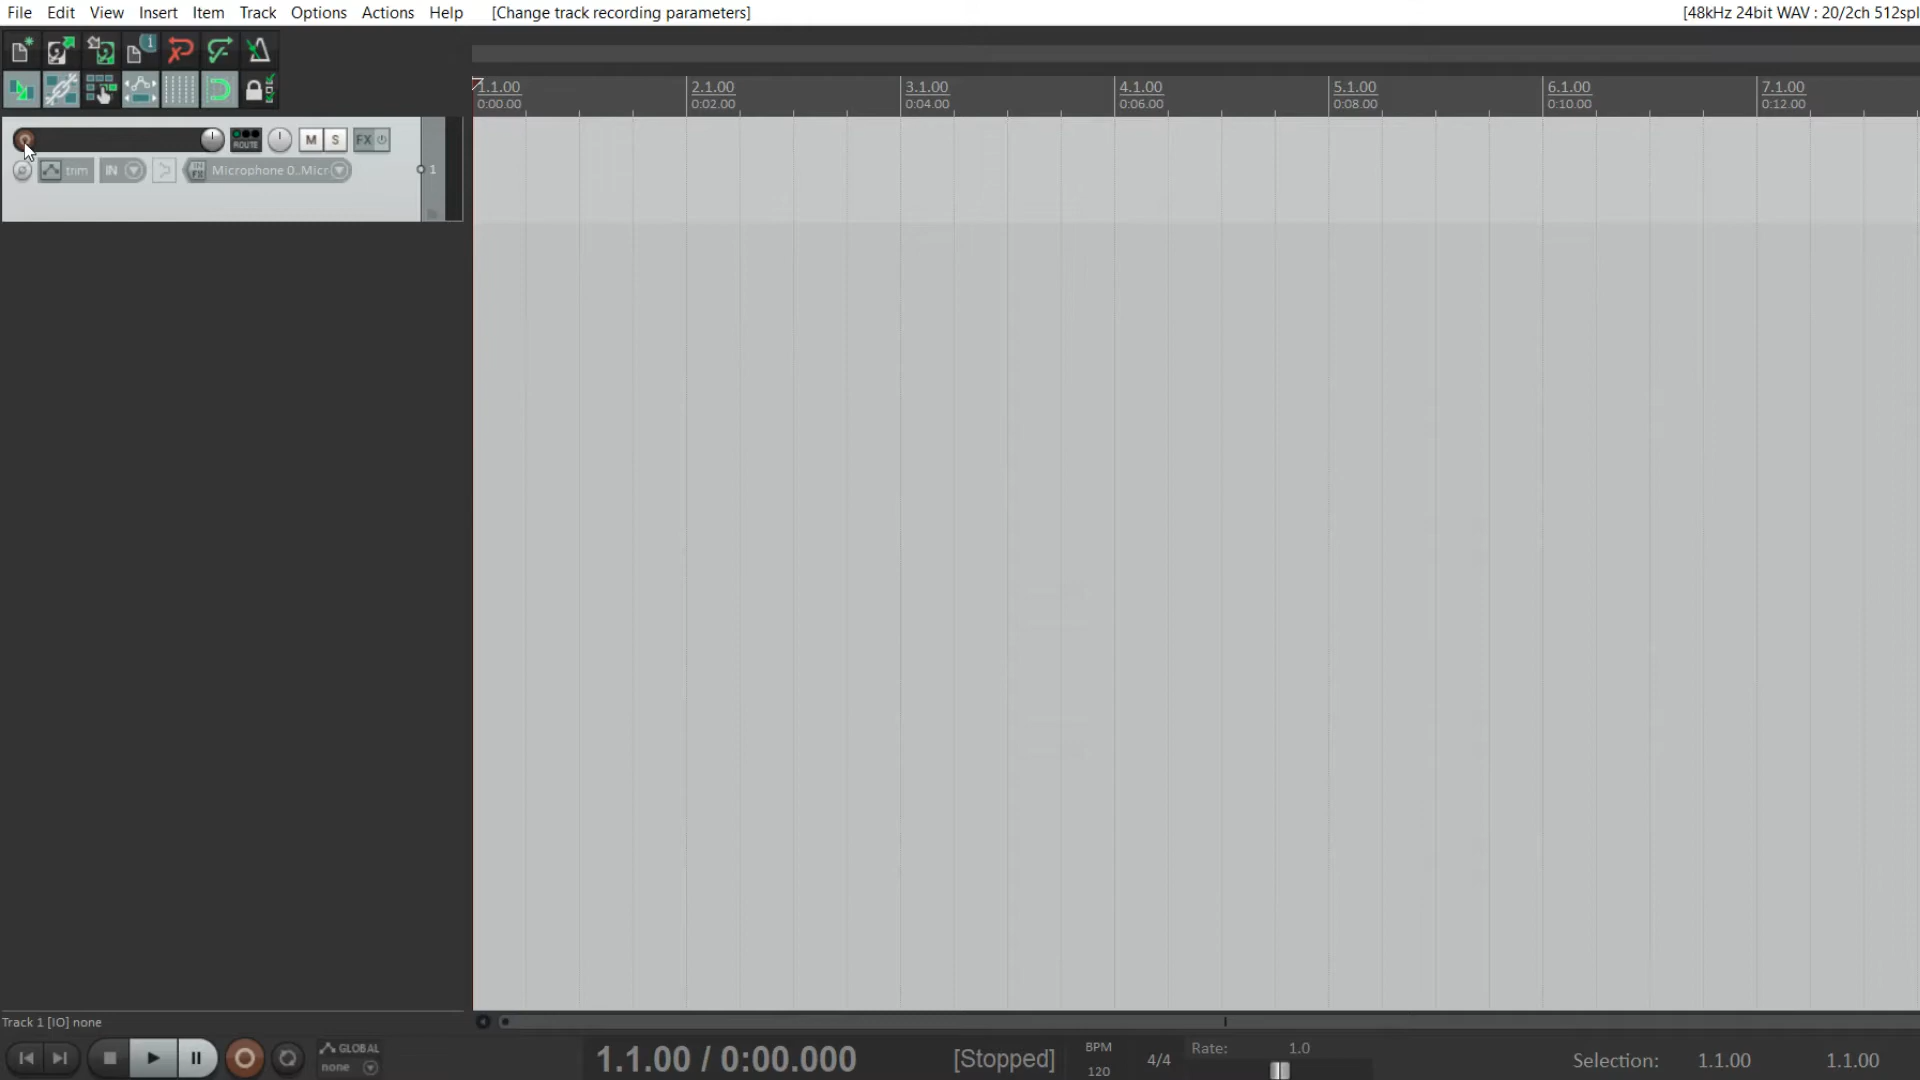 File Edit View Insert Item Track Options Actions Help [Change track recording parameters] [48kHz 24bit WAV : 20/2ch 512spl
1.1.00 2.1.00 3.1.00 4.1.00 5.1.00 6.1.00 7.1.00
0:00.00 0:02.00 0:04.00 0:06.00 0:08.00 0:10.00 0:12.00
ROUTE M S FX
trim IN IN FX Microphone 0..Micr 1
Track 1 [IO] none
GLOBAL
none
1.1.00 / 0:00.000 [Stopped]
BPM
120
4/4
Rate: 1.0
Selection: 1.1.00 1.1.00